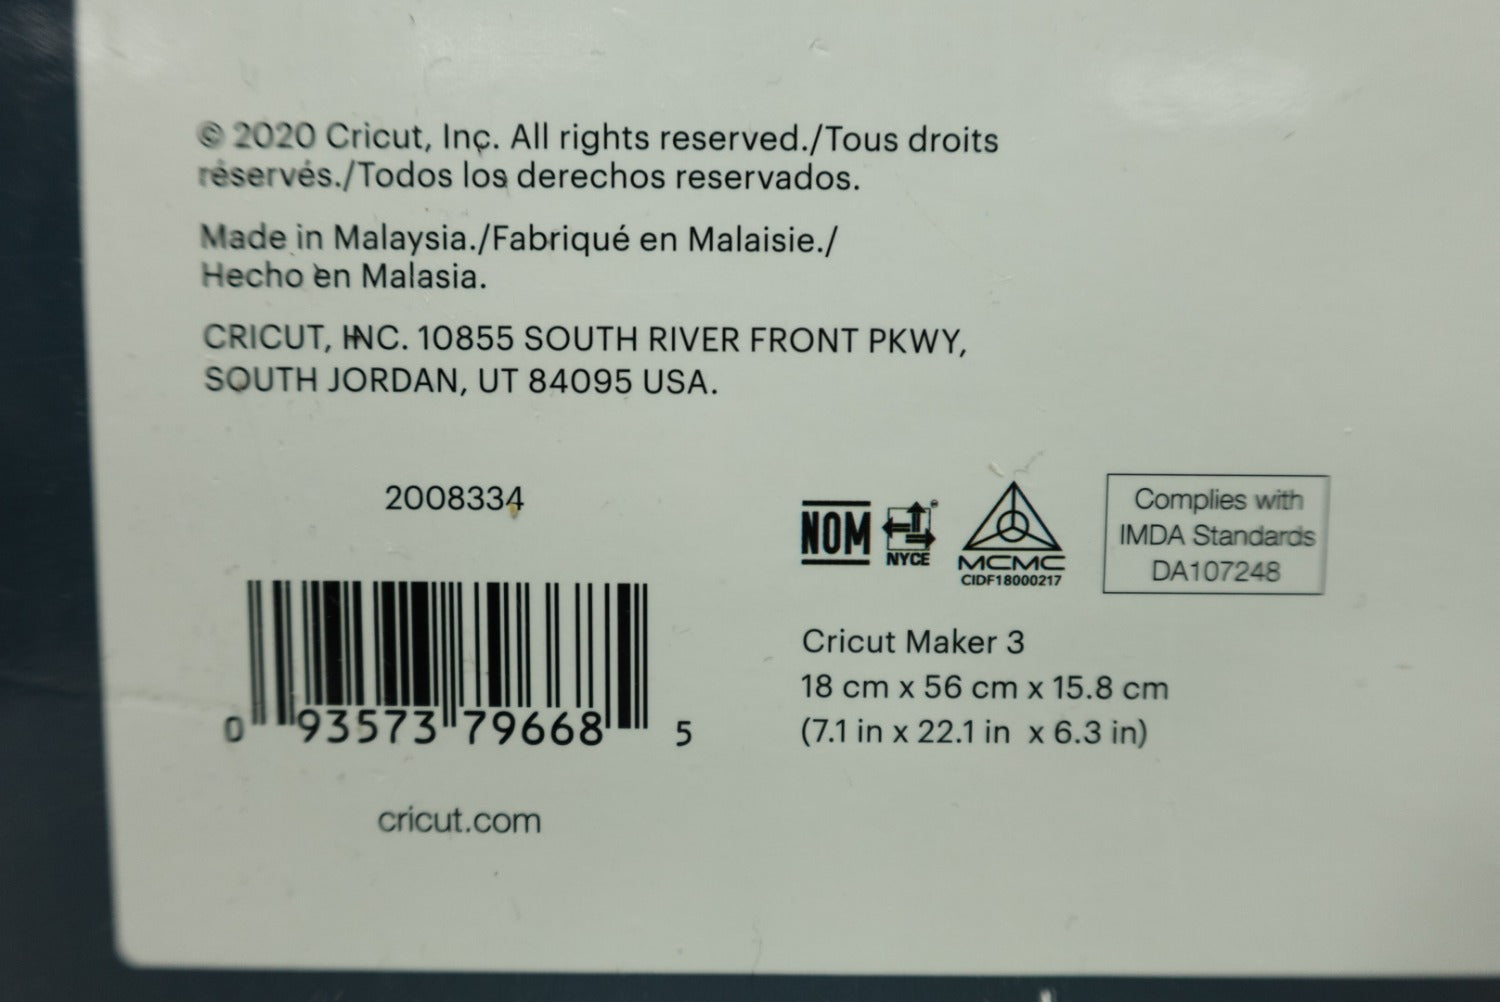 © 2020 Cricut, Inc. All rights reserved./Tous droits
réservés./Todos los derechos reservados.
Made in Malaysia./Fabriqué en Malaisie./
Hecho en Malasia.
CRICUT, INC. 10855 SOUTH RIVER FRONT PKWY,
SOUTH JORDAN, UT 84095 USA.
2008334
0 93573 79668 5
cricut.com
NOM
NYCE
MCMC
CIDF18000217
Complies with
IMDA Standards
DA107248
Cricut Maker 3
18 cm x 56 cm x 15.8 cm
(7.1 in x 22.1 in x 6.3 in)